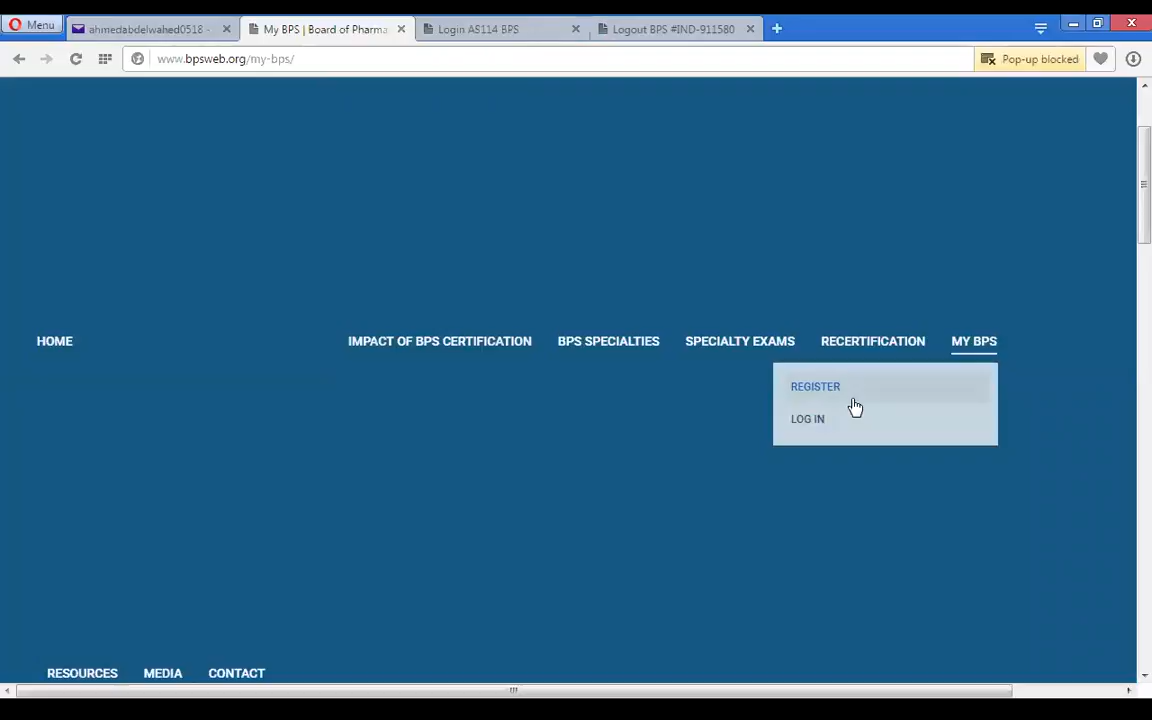 Menu
ahmedabdelwahed0518 -
My BPS | Board of Pharma
Login AS114 BPS
Logout BPS #IND-911580
www.bpsweb.org/my-bps/
Pop-up blocked
HOME
IMPACT OF BPS CERTIFICATION
BPS SPECIALTIES
SPECIALTY EXAMS
RECERTIFICATION
MY BPS
REGISTER
LOG IN
RESOURCES
MEDIA
CONTACT